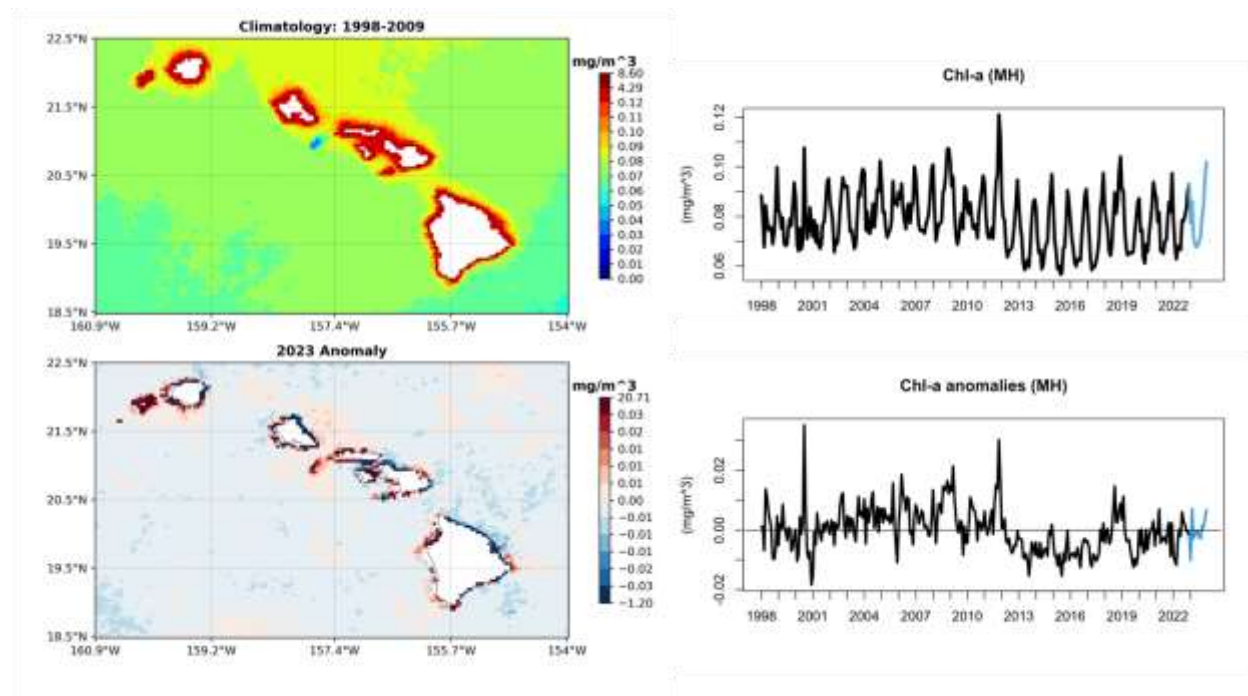 Climatology: 1998-2009
22.5°N
21.5°N
20.5°N
19.5°N
18.5°N
160.9°W 159.2°W 157.4°W 155.7°W 154°W
mg/m^3
8.60
4.29
0.12
0.11
0.10
0.09
0.08
0.07
0.06
0.05
0.04
0.03
0.02
0.01
0.00
2023 Anomaly
22.5°N
21.5°N
20.5°N
19.5°N
18.5°N
160.9°W 159.2°W 157.4°W 155.7°W 154°W
mg/m^3
20.71
0.03
0.02
0.01
0.01
0.00
−0.01
−0.01
−0.02
−0.03
−1.20
Chl-a (MH)
(mg/m^3)
0.12
0.10
0.08
0.06
1998 2001 2004 2007 2010 2013 2016 2019 2022
Chl-a anomalies (MH)
(mg/m^3)
0.02
0.00
-0.02
1998 2001 2004 2007 2010 2013 2016 2019 2022